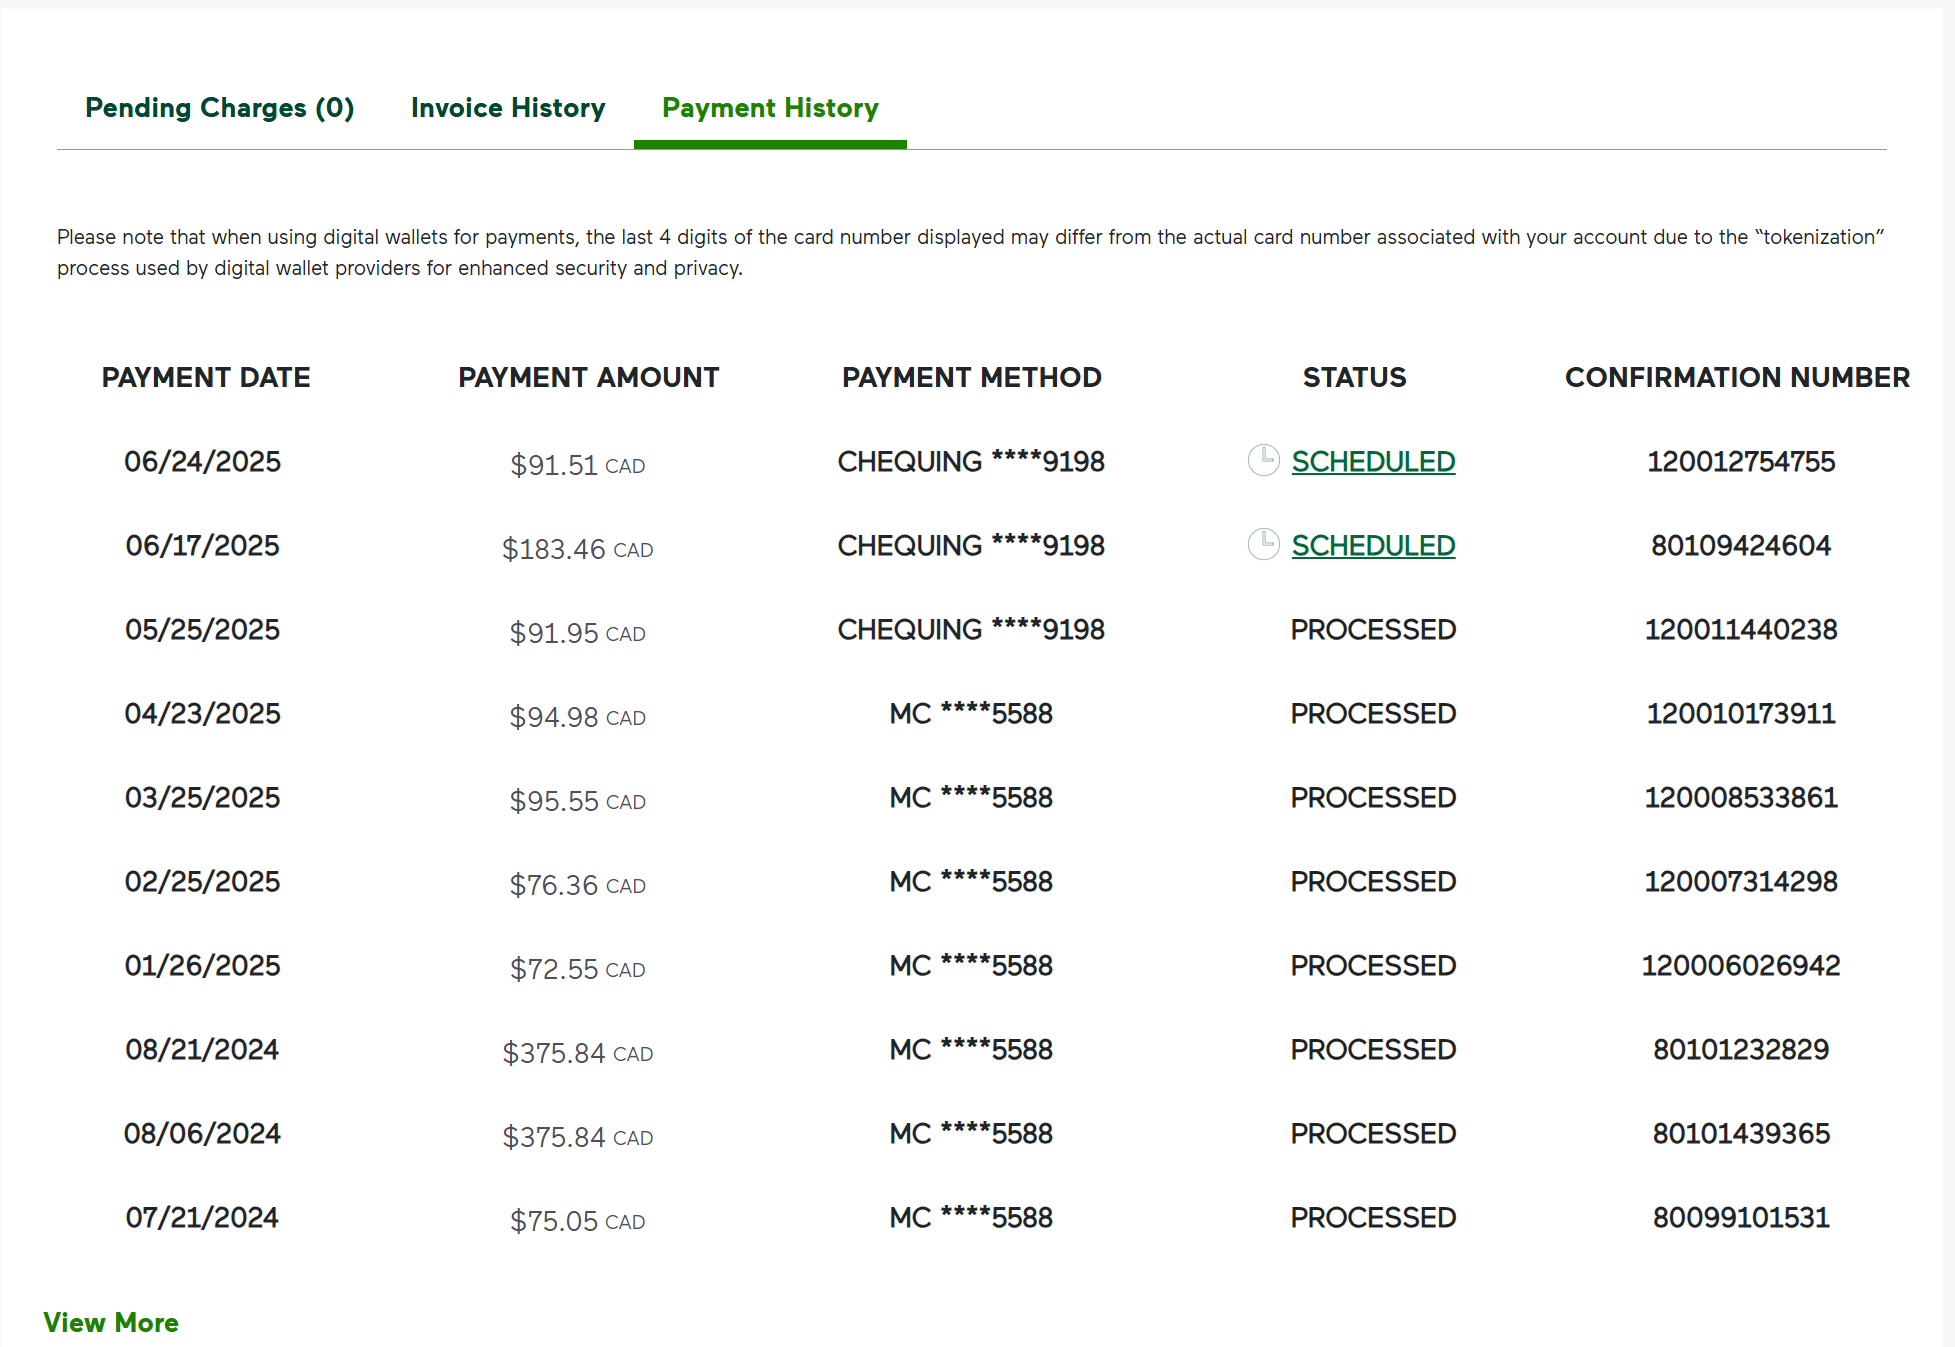 Pending Charges (0) Invoice History Payment History
Please note that when using digital wallets for payments, the last 4 digits of the card number displayed may differ from the actual card number associated with your account due to the “tokenization”
process used by digital wallet providers for enhanced security and privacy.
PAYMENT DATE PAYMENT AMOUNT PAYMENT METHOD STATUS CONFIRMATION NUMBER
06/24/2025 $91.51 CAD CHEQUING ****9198 SCHEDULED 120012754755
06/17/2025 $183.46 CAD CHEQUING ****9198 SCHEDULED 80109424604
05/25/2025 $91.95 CAD CHEQUING ****9198 PROCESSED 120011440238
04/23/2025 $94.98 CAD MC ****5588 PROCESSED 120010173911
03/25/2025 $95.55 CAD MC ****5588 PROCESSED 120008533861
02/25/2025 $76.36 CAD MC ****5588 PROCESSED 120007314298
01/26/2025 $72.55 CAD MC ****5588 PROCESSED 120006026942
08/21/2024 $375.84 CAD MC ****5588 PROCESSED 80101232829
08/06/2024 $375.84 CAD MC ****5588 PROCESSED 80101439365
07/21/2024 $75.05 CAD MC ****5588 PROCESSED 80099101531
View More